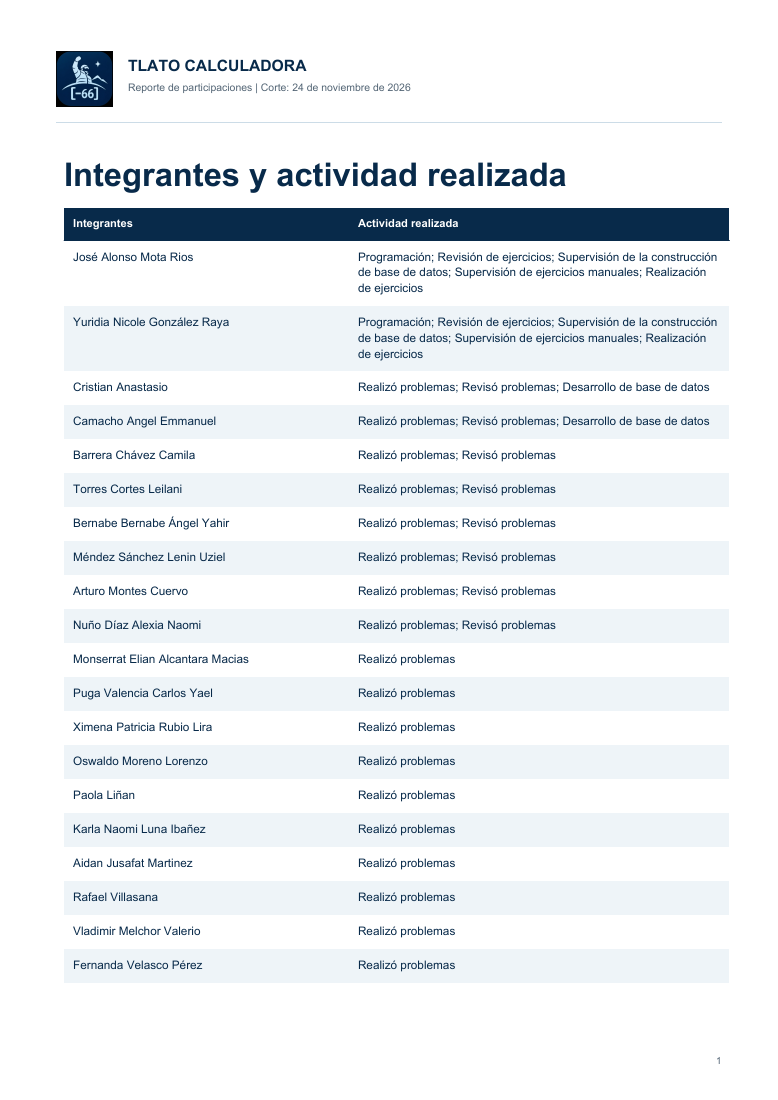 [-66]
TLATO CALCULADORA
Reporte de participaciones | Corte: 24 de noviembre de 2026
Integrantes y actividad realizada
Integrantes Actividad realizada
José Alonso Mota Rios Programación; Revisión de ejercicios; Supervisión de la construcción
de base de datos; Supervisión de ejercicios manuales; Realización
de ejercicios
Yuridia Nicole González Raya Programación; Revisión de ejercicios; Supervisión de la construcción
de base de datos; Supervisión de ejercicios manuales; Realización
de ejercicios
Cristian Anastasio Realizó problemas; Revisó problemas; Desarrollo de base de datos
Camacho Angel Emmanuel Realizó problemas; Revisó problemas; Desarrollo de base de datos
Barrera Chávez Camila Realizó problemas; Revisó problemas
Torres Cortes Leilani Realizó problemas; Revisó problemas
Bernabe Bernabe Ángel Yahir Realizó problemas; Revisó problemas
Méndez Sánchez Lenin Uziel Realizó problemas; Revisó problemas
Arturo Montes Cuervo Realizó problemas; Revisó problemas
Nuño Díaz Alexia Naomi Realizó problemas; Revisó problemas
Monserrat Elian Alcantara Macias Realizó problemas
Puga Valencia Carlos Yael Realizó problemas
Ximena Patricia Rubio Lira Realizó problemas
Oswaldo Moreno Lorenzo Realizó problemas
Paola Liñan Realizó problemas
Karla Naomi Luna Ibañez Realizó problemas
Aidan Jusafat Martinez Realizó problemas
Rafael Villasana Realizó problemas
Vladimir Melchor Valerio Realizó problemas
Fernanda Velasco Pérez Realizó problemas
1